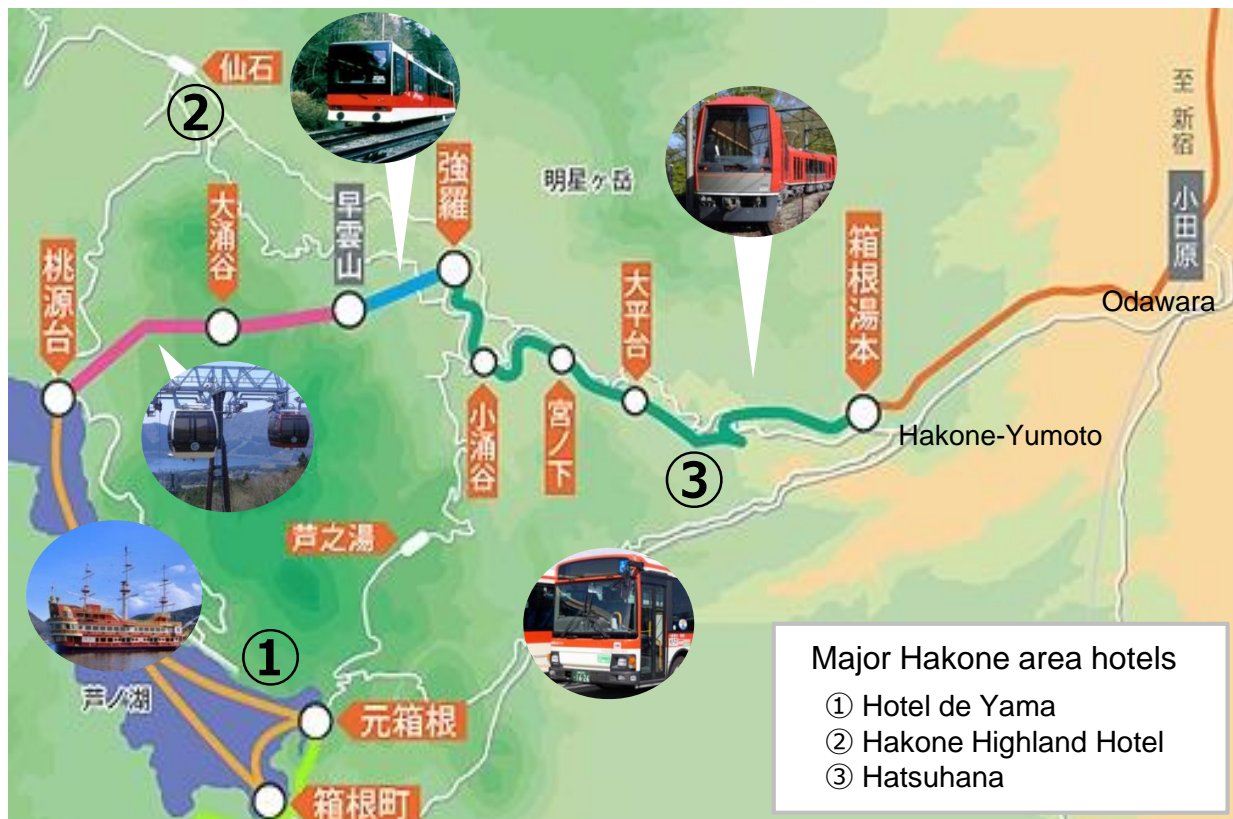 仙石
②
強羅
明星ヶ岳
至 新宿
小田原
大涌谷
早雲山
桃源台
箱根湯本
大平台
Odawara
小涌谷
宮ノ下
Hakone-Yumoto
③
芦之湯
①
芦ノ湖
元箱根
箱根町
Major Hakone area hotels
① Hotel de Yama
② Hakone Highland Hotel
③ Hatsuhana